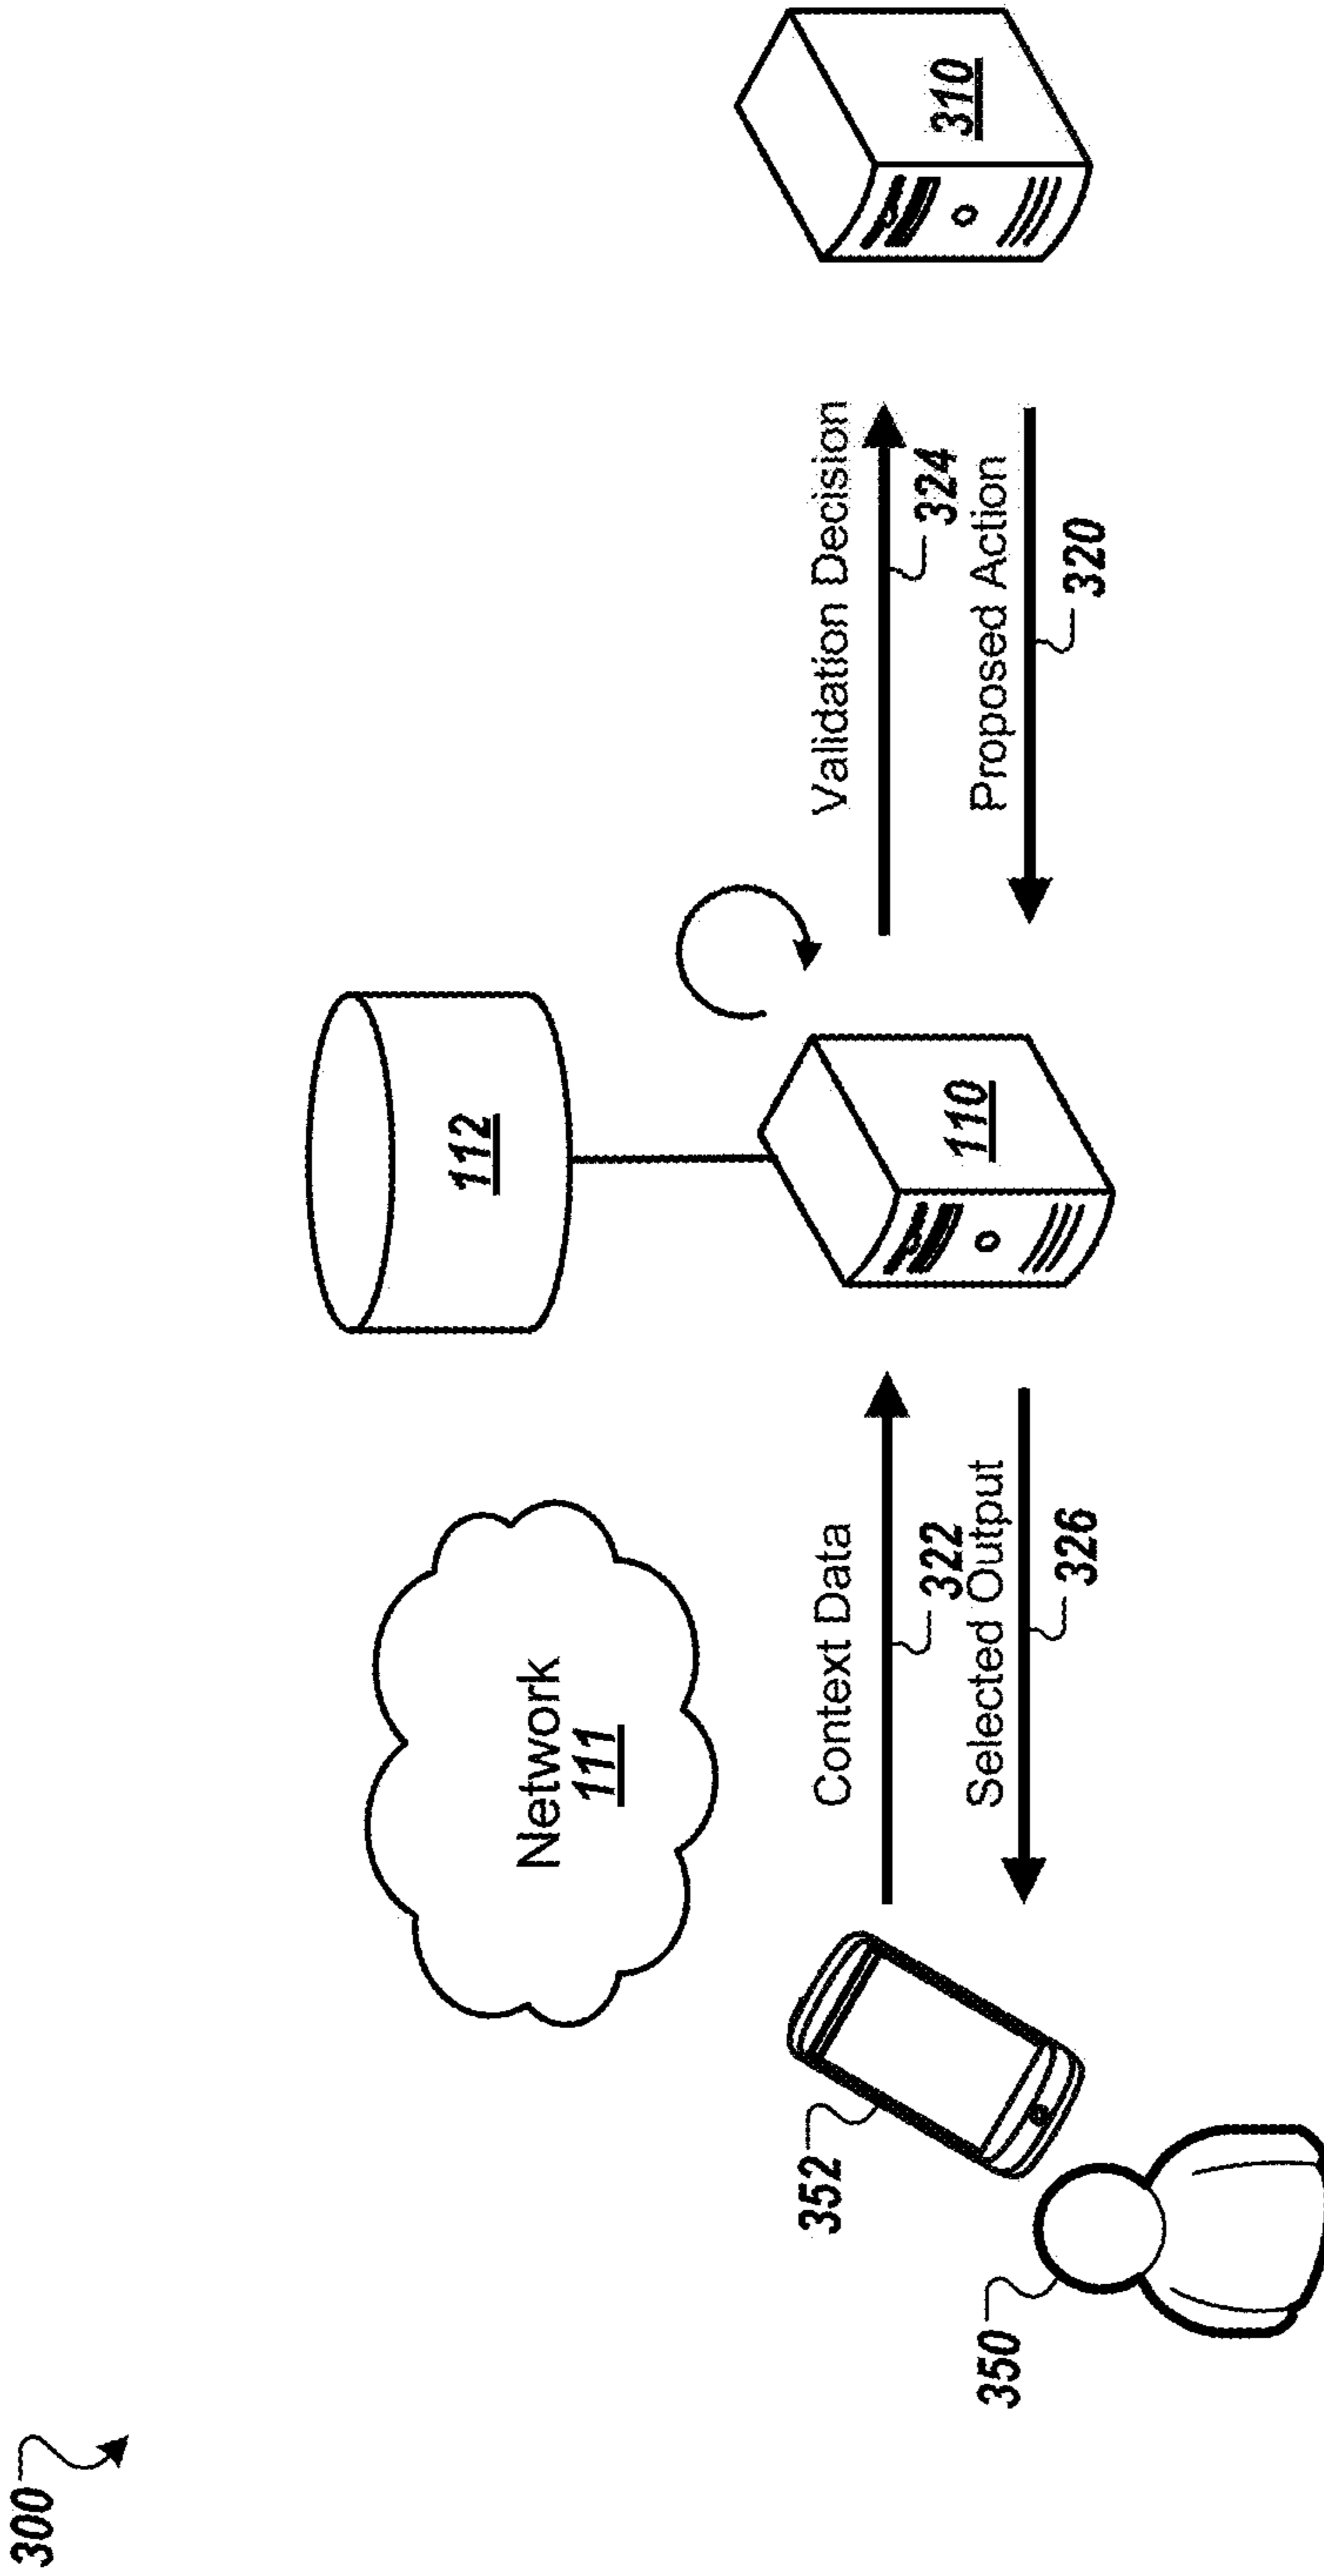 300
112
Network
111
110
310
Context Data
322
Selected Output
326
Validation Decision
324
Proposed Action
320
352
350